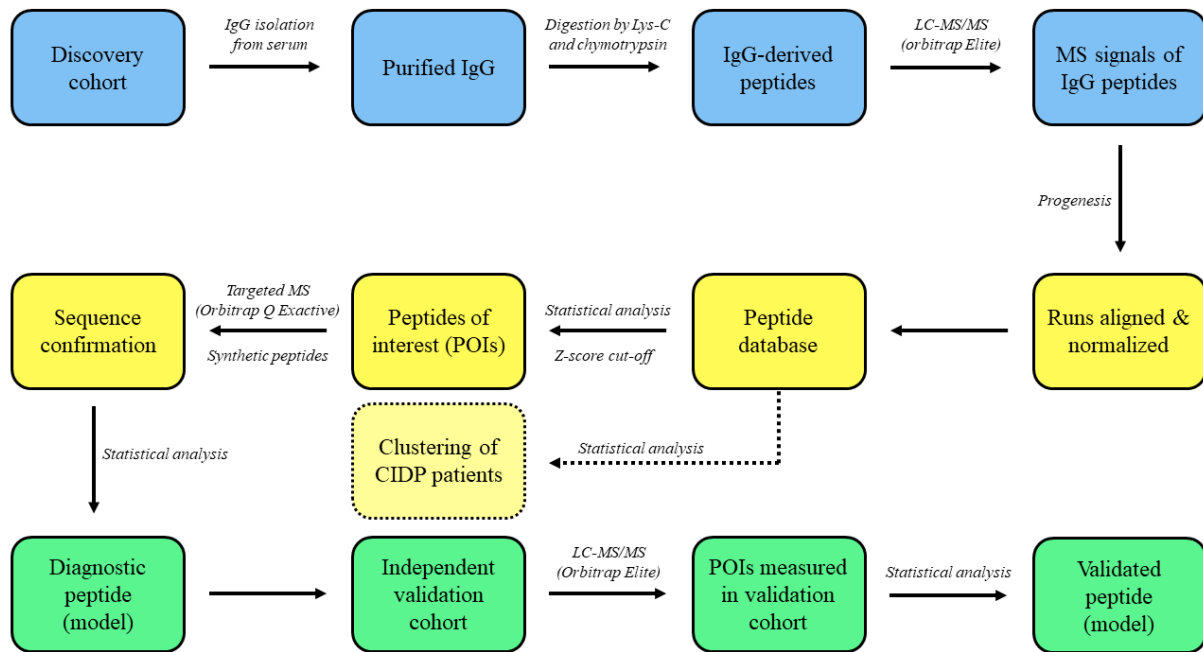 Discovery
cohort
IgG isolation
from serum
Purified IgG
Digestion by Lys-C
and chymotrypsin
IgG-derived
peptides
LC-MS/MS
(orbitrap Elite)
MS signals of
IgG peptides
Progenesis
Sequence
confirmation
Targeted MS
(Orbitrap Q Exactive)
Synthetic peptides
Peptides of
interest (POIs)
Statistical analysis
Z-score cut-off
Peptide
database
Runs aligned &
normalized
Statistical analysis
Clustering of
CIDP patients
Statistical analysis
Diagnostic
peptide
(model)
Independent
validation
cohort
LC-MS/MS
(Orbitrap Elite)
POIs measured
in validation
cohort
Statistical analysis
Validated
peptide
(model)